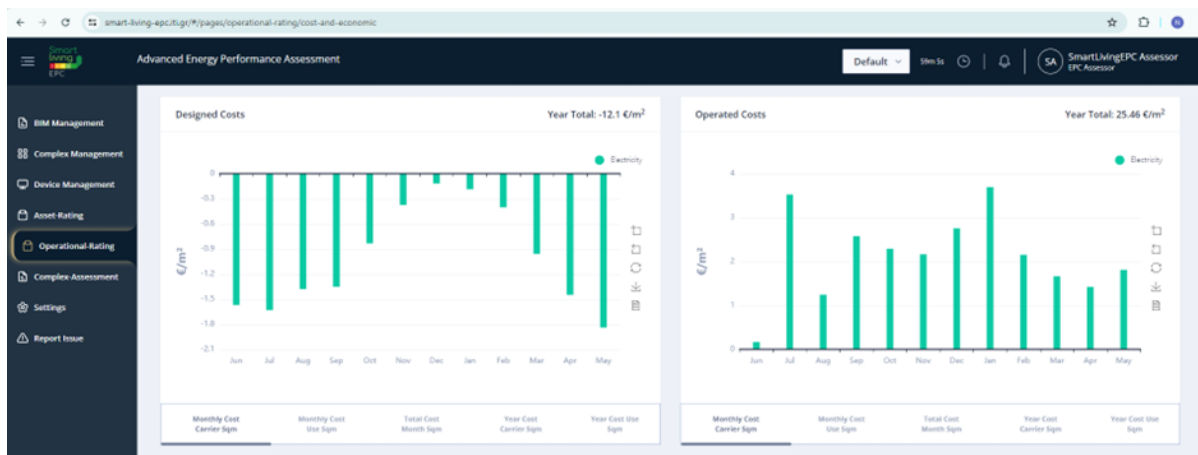 smart-living-epc.iti.gr/#/pages/operational-rating/cost-and-economic
Smart
living
EPC
Advanced Energy Performance Assessment
Default
59m 5s
SA
SmartLivingEPC Assessor
EPC Assessor
BIM Management
Complex Management
Device Management
Asset-Rating
Operational-Rating
Complex-Assessment
Settings
Report Issue
Designed Costs
Year Total: -12.1 €/m²
Electricity
€/m²
0
-0.3
-0.6
-0.9
-1.2
-1.5
-1.8
-2.1
Jun Jul Aug Sep Oct Nov Dec Jan Feb Mar Apr May
Monthly Cost Carrier Sqm
Monthly Cost Use Sqm
Total Cost Month Sqm
Year Cost Carrier Sqm
Year Cost Use Sqm
Operated Costs
Year Total: 25.46 €/m²
Electricity
€/m²
4
3
2
1
0
Jun Jul Aug Sep Oct Nov Dec Jan Feb Mar Apr May
Monthly Cost Carrier Sqm
Monthly Cost Use Sqm
Total Cost Month Sqm
Year Cost Carrier Sqm
Year Cost Use Sqm